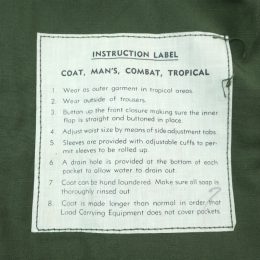 INSTRUCTION LABEL
COAT, MAN'S, COMBAT, TROPICAL
1. Wear as outer garment in tropical areas.
2. Wear outside of trousers.
3. Button up the front closure making sure the inner
flap is straight and buttoned in place.
4. Adjust waist size by means of side adjustment tabs.
5. Sleeves are provided with adjustable cuffs to per-
mit sleeves to be rolled up.
6. A drain hole is provided at the bottom of each
pocket to allow water to drain out.
7. Coat can be hand laundered. Make sure all soap is
thoroughly rinsed out
8. Coat is made longer than normal in order that
Load Carrying Equipment does not cover pockets.